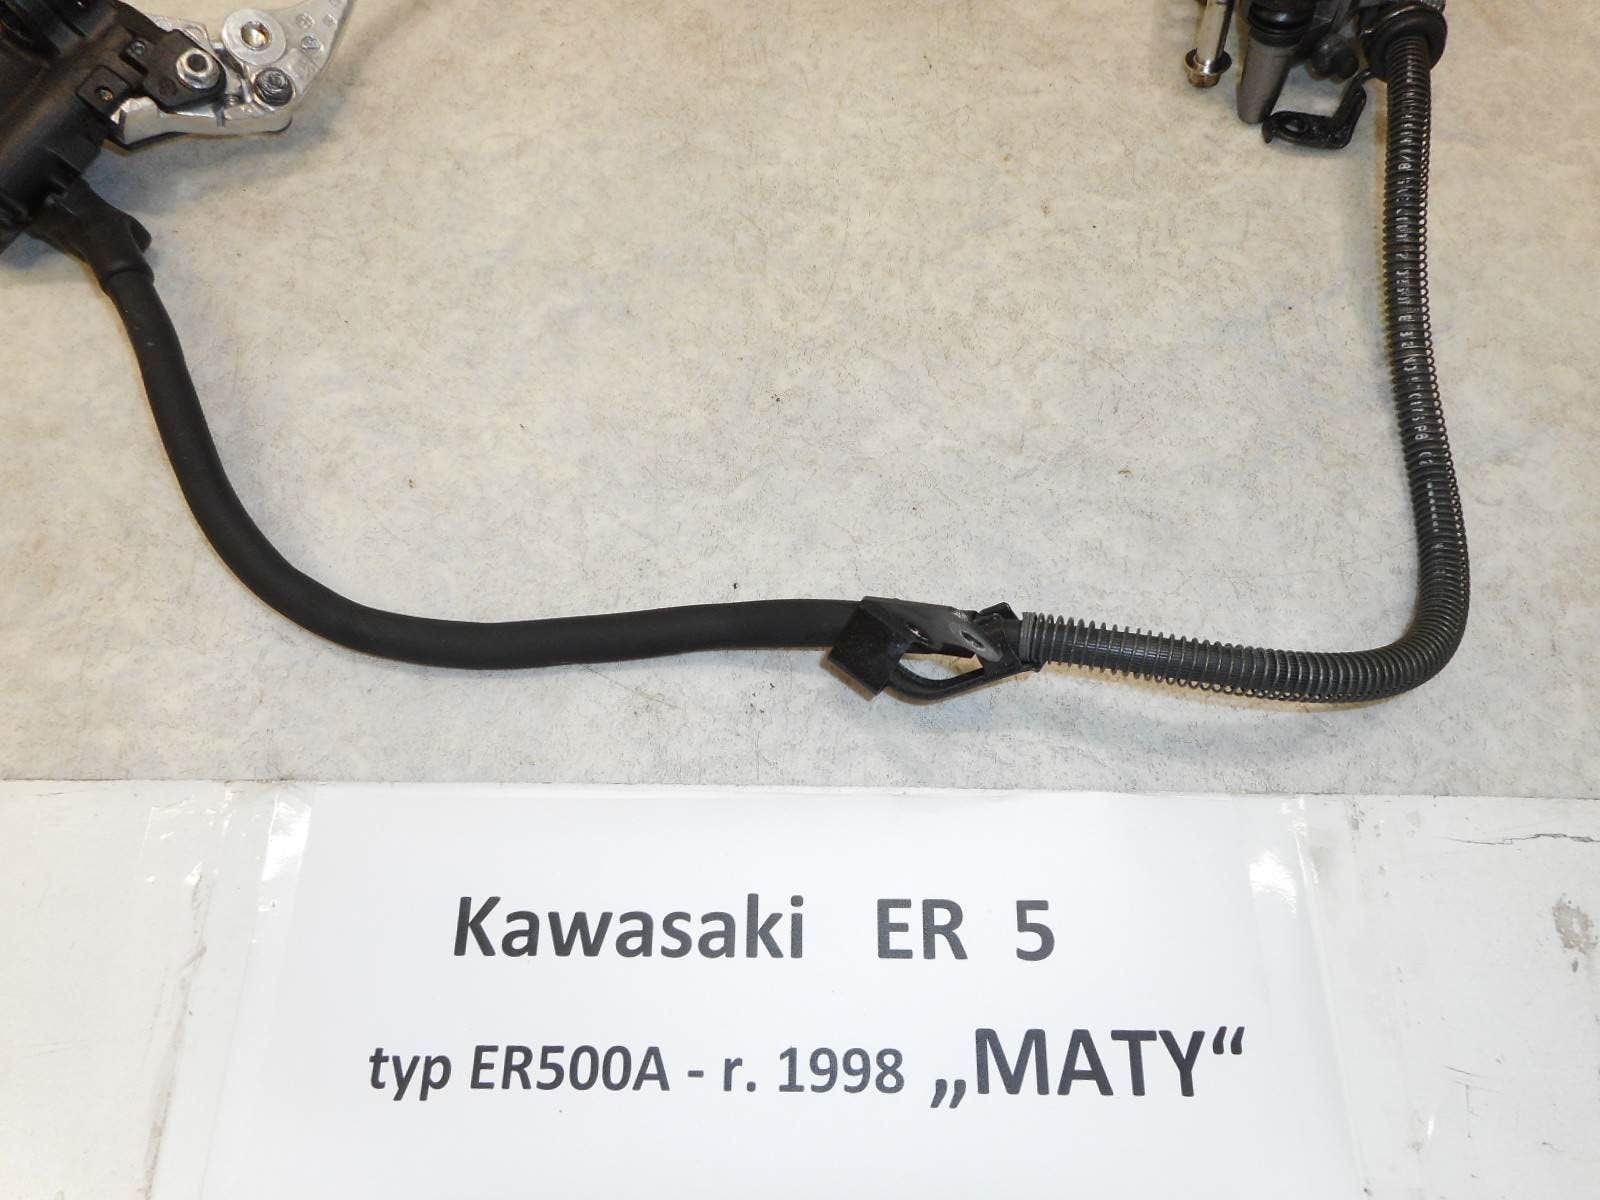 Kawasaki ER 5
typ ER500A - r. 1998 „MATY“